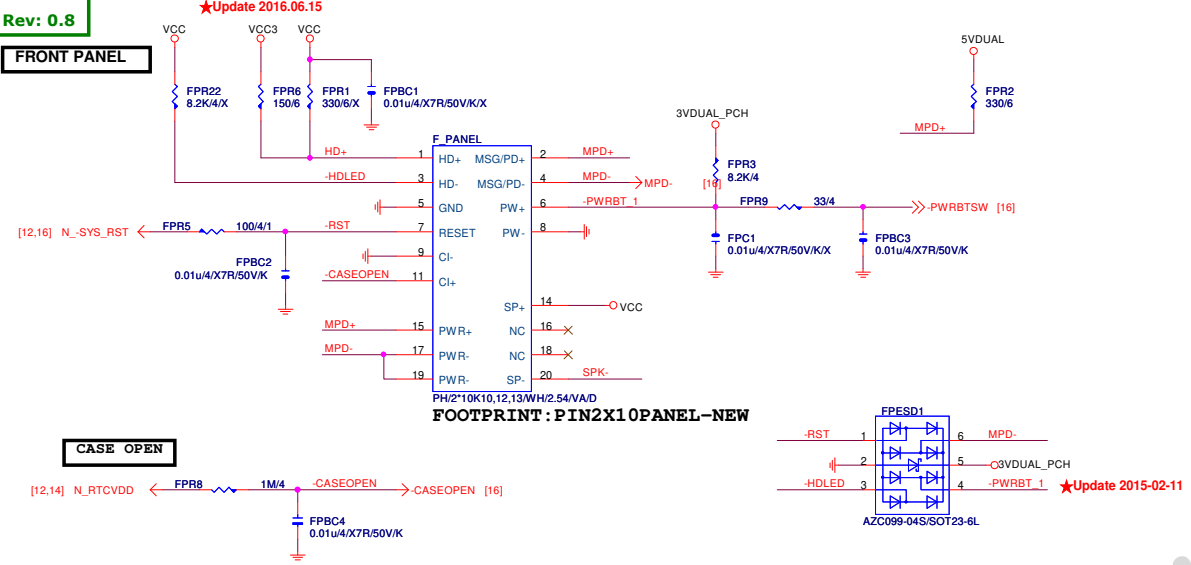 ★Update 2016.06.15
Rev: 0.8
FRONT PANEL
VCC
VCC3
VCC
5VDUAL
FPR22
8.2K/4/X
FPR6
150/6
FPR1
330/6/X
FPBC1
0.01u/4/X7R/50V/K/X
FPR2
330/6
MPD+
3VDUAL_PCH
FPR3
8.2K/4
F_PANEL
HD+
1
HD+
MSG/PD+
2
MPD+
-HDLED
3
HD-
MSG/PD-
4
MPD-
MPD-
[16]
5
GND
PW+
6
-PWRBT_1
FPR9
33/4
-PWRBTSW [16]
[12,16] N_-SYS_RST
FPR5
100/4/1
-RST
7
RESET
PW-
8
FPC1
0.01u/4/X7R/50V/K/X
FPBC3
0.01u/4/X7R/50V/K
FPBC2
0.01u/4/X7R/50V/K
9
CI-
-CASEOPEN
11
CI+
SP+
14
VCC
MPD+
15
PWR+
NC
16
MPD-
17
PWR-
NC
18
19
PWR-
SP-
20
SPK-
PH/2*10K10,12,13/WH/2.54/VA/D
FOOTPRINT:PIN2X10PANEL-NEW
CASE OPEN
[12,14] N_RTCVDD
FPR8
1M/4
-CASEOPEN
-CASEOPEN [16]
FPBC4
0.01u/4/X7R/50V/K
FPESD1
-RST
1
6
MPD-
2
5
3VDUAL_PCH
-HDLED
3
4
-PWRBT_1
★Update 2015-02-11
AZC099-04S/SOT23-6L